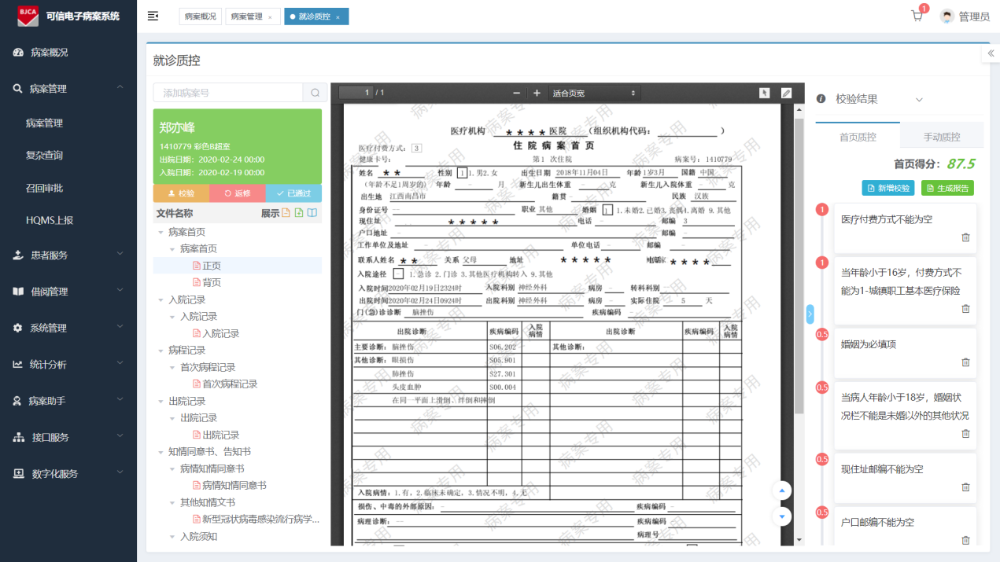 BJCA
可信电子病案系统
病案概况
病案管理 ×
就诊质控 ×
1
管理员
病案概况
病案管理
病案管理
复杂查询
召回审批
HQMS上报
患者服务
借阅管理
系统管理
统计分析
病案助手
接口服务
数字化服务
就诊质控
添加病案号
郑亦峰
1410779 彩色B超室
出院日期：2020-02-24 00:00
入院日期：2020-02-19 00:00
校验
返修
已通过
文件名称
展示
病案首页
病案首页
正页
背页
入院记录
入院记录
入院记录
病程记录
首次病程记录
首次病程记录
出院记录
出院记录
出院记录
知情同意书、告知书
病情知情同意书
病情知情同意书
其他知情文书
新型冠状病毒感染流行病学...
入院须知
1 / 1
适合页宽
医疗机构 ＊＊＊＊医院 (组织机构代码： )
医疗付费方式：3
住 院 病 案 首 页
健康卡号：
第1 次住院
病案号：1410779
姓名 ＊＊ 性别 1 1.男2.女 出生日期 2018年11月04日 年龄 1岁3月 国籍 中国
(年龄不足1周岁的) 年龄 － 月 新生儿出生体重 － 克 新生儿入院体重 － 克
出生地 江西南昌市 籍贯 － 民族 汉族
身份证号 －－ 职业 其他 婚姻 1 1.未婚2.已婚3.丧偶4.离婚 9.其他
现住址 ＊＊＊＊＊ 电话 － 邮编 3
户口地址 － 邮编 －
工作单位及地址 － 单位电话 － 邮编 －
联系人姓名 ＊＊ 关系 父母 地址 ＊＊＊＊＊ 电话 ＊＊＊＊
入院途径 － 1.急诊 2.门诊 3.其他医疗机构转入 9.其他
入院时间2020年02月19日2324时 入院科别 神经外科 病房 － 转科科别 －
出院时间2020年02月24日0924时 出院科别 神经外科 病房 － 实际住院 5 天
门(急)诊诊断 脑挫伤 疾病编码 －
出院诊断 疾病编码 入院病情 出院诊断 疾病编码 入院病情
主要诊断：脑挫伤 S06.202 其他诊断：
其他诊断：眼损伤 S05.901
肺挫伤 S27.301
头皮血肿 S00.004
在同一平面上滑倒、绊倒和摔倒
入院病情：1.有，2.临床未确定，3.情况不明，4.无
损伤、中毒的外部原因：－ 疾病编码 －
病理诊断：－－ 疾病编码 －
病理号
病案专用
校验结果
首页质控
手动质控
首页得分：87.5
新增校验
生成报告
1
医疗付费方式不能为空
1
当年龄小于16岁，付费方式不
能为1-城镇职工基本医疗保险
0.5
婚姻为必填项
0.5
当病人年龄小于18岁，婚姻状
况栏不能是未婚以外的其他状况
0.5
现住址邮编不能为空
0.5
户口邮编不能为空